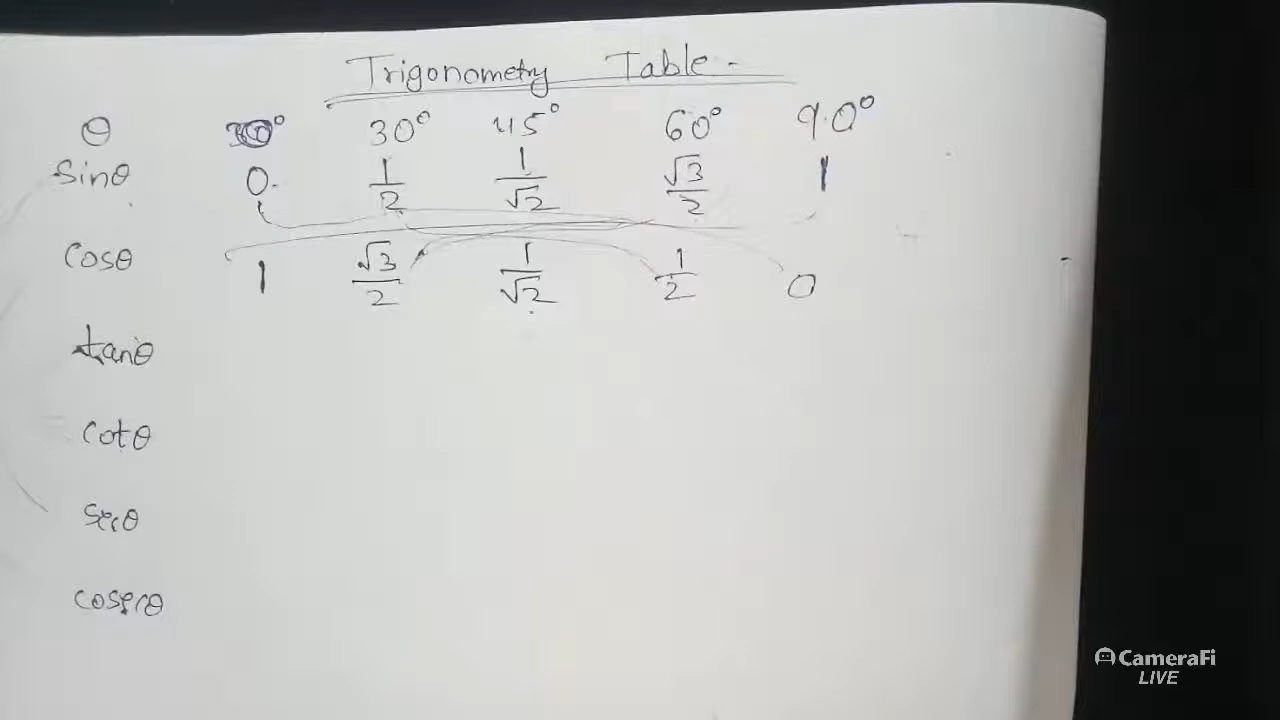 Trigonometry Table -
θ 30° 45° 60° 90°
sinθ 0 1/2 1/√2 √3/2 1
cosθ 1 √3/2 1/√2 1/2 0
tanθ
cotθ
secθ
cosecθ
CameraFi
LIVE